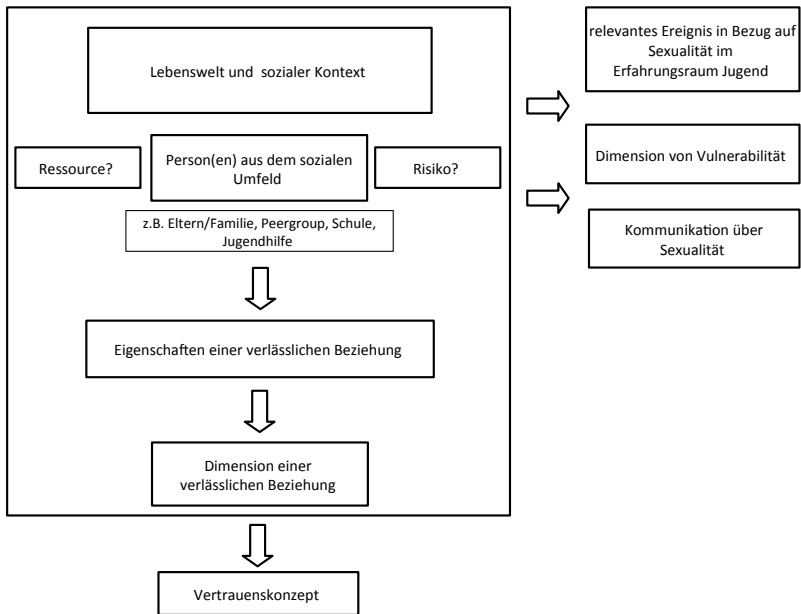 Lebenswelt und sozialer Kontext
Ressource?
Person(en) aus dem sozialen
Umfeld
Risiko?
z.B. Eltern/Familie, Peergroup, Schule,
Jugendhilfe
Eigenschaften einer verlässlichen Beziehung
Dimension einer
verlässlichen Beziehung
Vertrauenskonzept
relevantes Ereignis in Bezug auf
Sexualität im
Erfahrungsraum Jugend
Dimension von Vulnerabilität
Kommunikation über
Sexualität